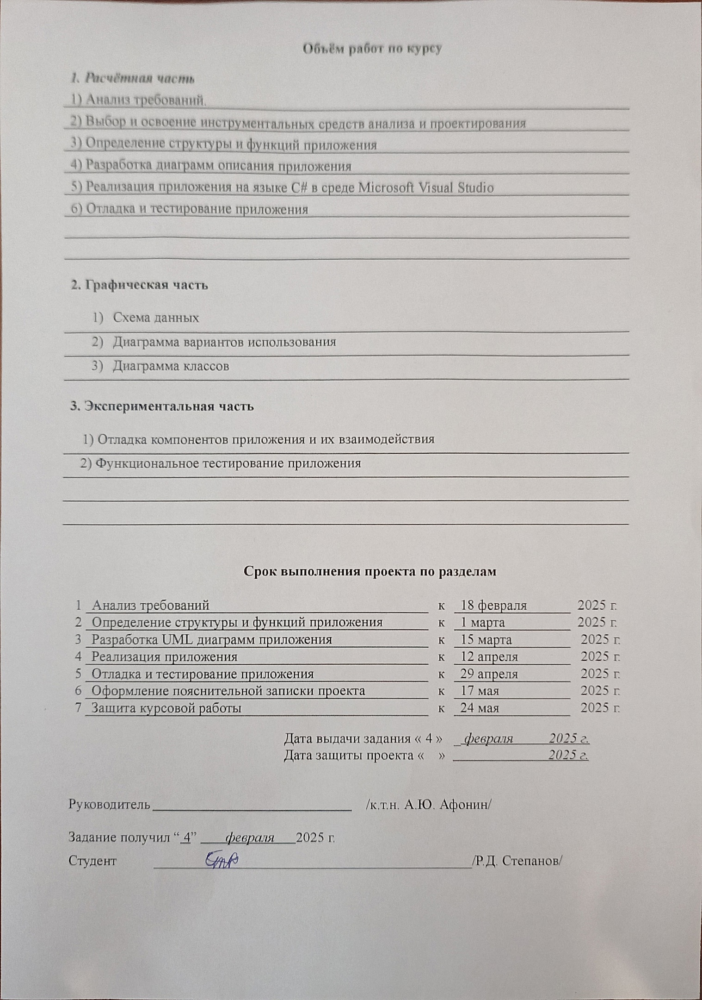 Объём работ по курсу
1. Расчётная часть
1) Анализ требований.
2) Выбор и освоение инструментальных средств анализа и проектирования
3) Определение структуры и функций приложения
4) Разработка диаграмм описания приложения
5) Реализация приложения на языке C# в среде Microsoft Visual Studio
6) Отладка и тестирование приложения
2. Графическая часть
1) Схема данных
2) Диаграмма вариантов использования
3) Диаграмма классов
3. Экспериментальная часть
1) Отладка компонентов приложения и их взаимодействия
2) Функциональное тестирование приложения
Срок выполнения проекта по разделам
1 Анализ требований к 18 февраля 2025 г.
2 Определение структуры и функций приложения к 1 марта 2025 г.
3 Разработка UML диаграмм приложения к 15 марта 2025 г.
4 Реализация приложения к 12 апреля 2025 г.
5 Отладка и тестирование приложения к 29 апреля 2025 г.
6 Оформление пояснительной записки проекта к 17 мая 2025 г.
7 Защита курсовой работы к 24 мая 2025 г.
Дата выдачи задания « 4 » февраля 2025 г.
Дата защиты проекта « » 2025 г.
Руководитель /к.т.н. А.Ю. Афонин/
Задание получил “ 4” февраля 2025 г.
Студент /Р.Д. Степанов/